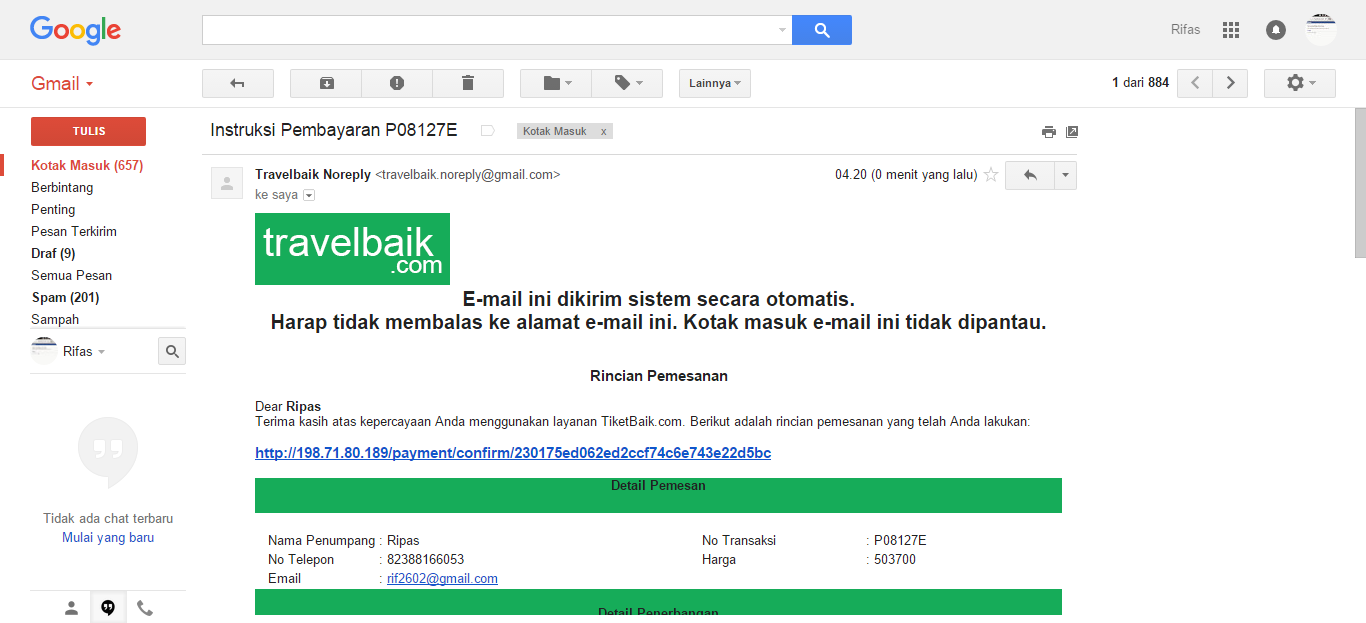 Google
Rifas
Gmail
Lainnya
1 dari 884
TULIS
Instruksi Pembayaran P08127E
Kotak Masuk x
Kotak Masuk (657)
Berbintang
Penting
Pesan Terkirim
Draf (9)
Semua Pesan
Spam (201)
Sampah
Rifas
Tidak ada chat terbaru
Mulai yang baru
Travelbaik Noreply <travelbaik.noreply@gmail.com>
04.20 (0 menit yang lalu)
ke saya
travelbaik
.com
E-mail ini dikirim sistem secara otomatis.
Harap tidak membalas ke alamat e-mail ini. Kotak masuk e-mail ini tidak dipantau.
Rincian Pemesanan
Dear Ripas
Terima kasih atas kepercayaan Anda menggunakan layanan TiketBaik.com. Berikut adalah rincian pemesanan yang telah Anda lakukan:
http://198.71.80.189/payment/confirm/230175ed062ed2ccf74c6e743e22d5bc
Detail Pemesan
Nama Penumpang : Ripas No Transaksi : P08127E
No Telepon : 82388166053 Harga : 503700
Email : rif2602@gmail.com
Detail Penerbangan